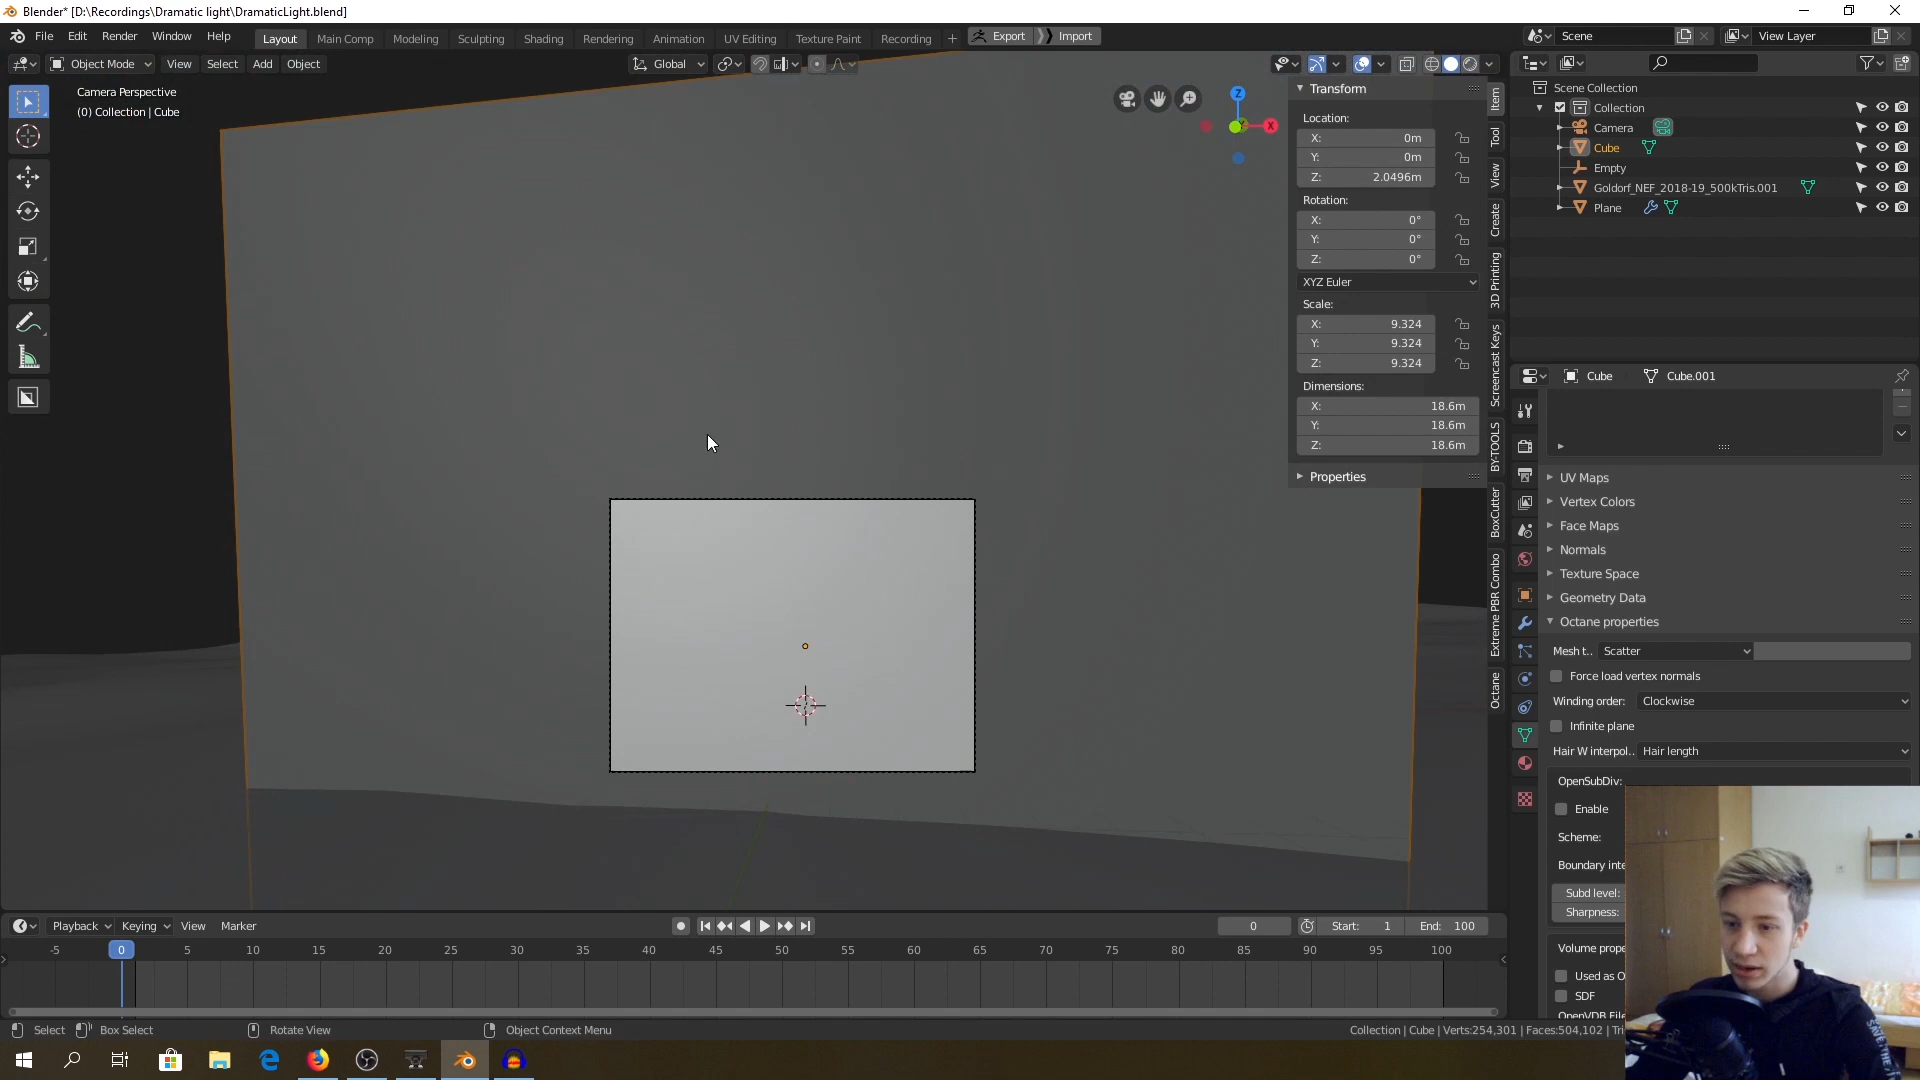 Blender* [D:\Recordings\Dramatic light\DramaticLight.blend]
File Edit Render Window Help
Layout Main Comp Modeling Sculpting Shading Rendering Animation UV Editing Texture Paint Recording
Export Import
Scene
View Layer
Object Mode View Select Add Object
Global
Camera Perspective
(0) Collection | Cube
Z
X
Transform
Location:
X: 0m
Y: 0m
Z: 2.0496m
Rotation:
X: 0°
Y: 0°
Z: 0°
XYZ Euler
Scale:
X: 9.324
Y: 9.324
Z: 9.324
Dimensions:
X: 18.6m
Y: 18.6m
Z: 18.6m
Properties
Item
Tool
View
Create
3D Printing
Screencast Keys
BY-TOOLS
BoxCutter
Extreme PBR Combo
Octane
Scene Collection
Collection
Camera
Cube
Empty
Goldorf_NEF_2018-19_500kTris.001
Plane
Cube Cube.001
UV Maps
Vertex Colors
Face Maps
Normals
Texture Space
Geometry Data
Octane properties
Mesh t.. Scatter
Force load vertex normals
Winding order: Clockwise
Infinite plane
Hair W interpol.. Hair length
OpenSubDiv:
Enable
Scheme:
Boundary inte
Subd level:
Sharpness:
Volume prope
Used as O
SDF
OpenVDB File
Playback Keying View Marker
0 Start: 1 End: 100
-5 0 5 10 15 20 25 30 35 40 45 50 55 60 65 70 75 80 85 90 95 100
Select Box Select Rotate View Object Context Menu
Collection | Cube | Verts:254,301 | Faces:504,102 | Tri